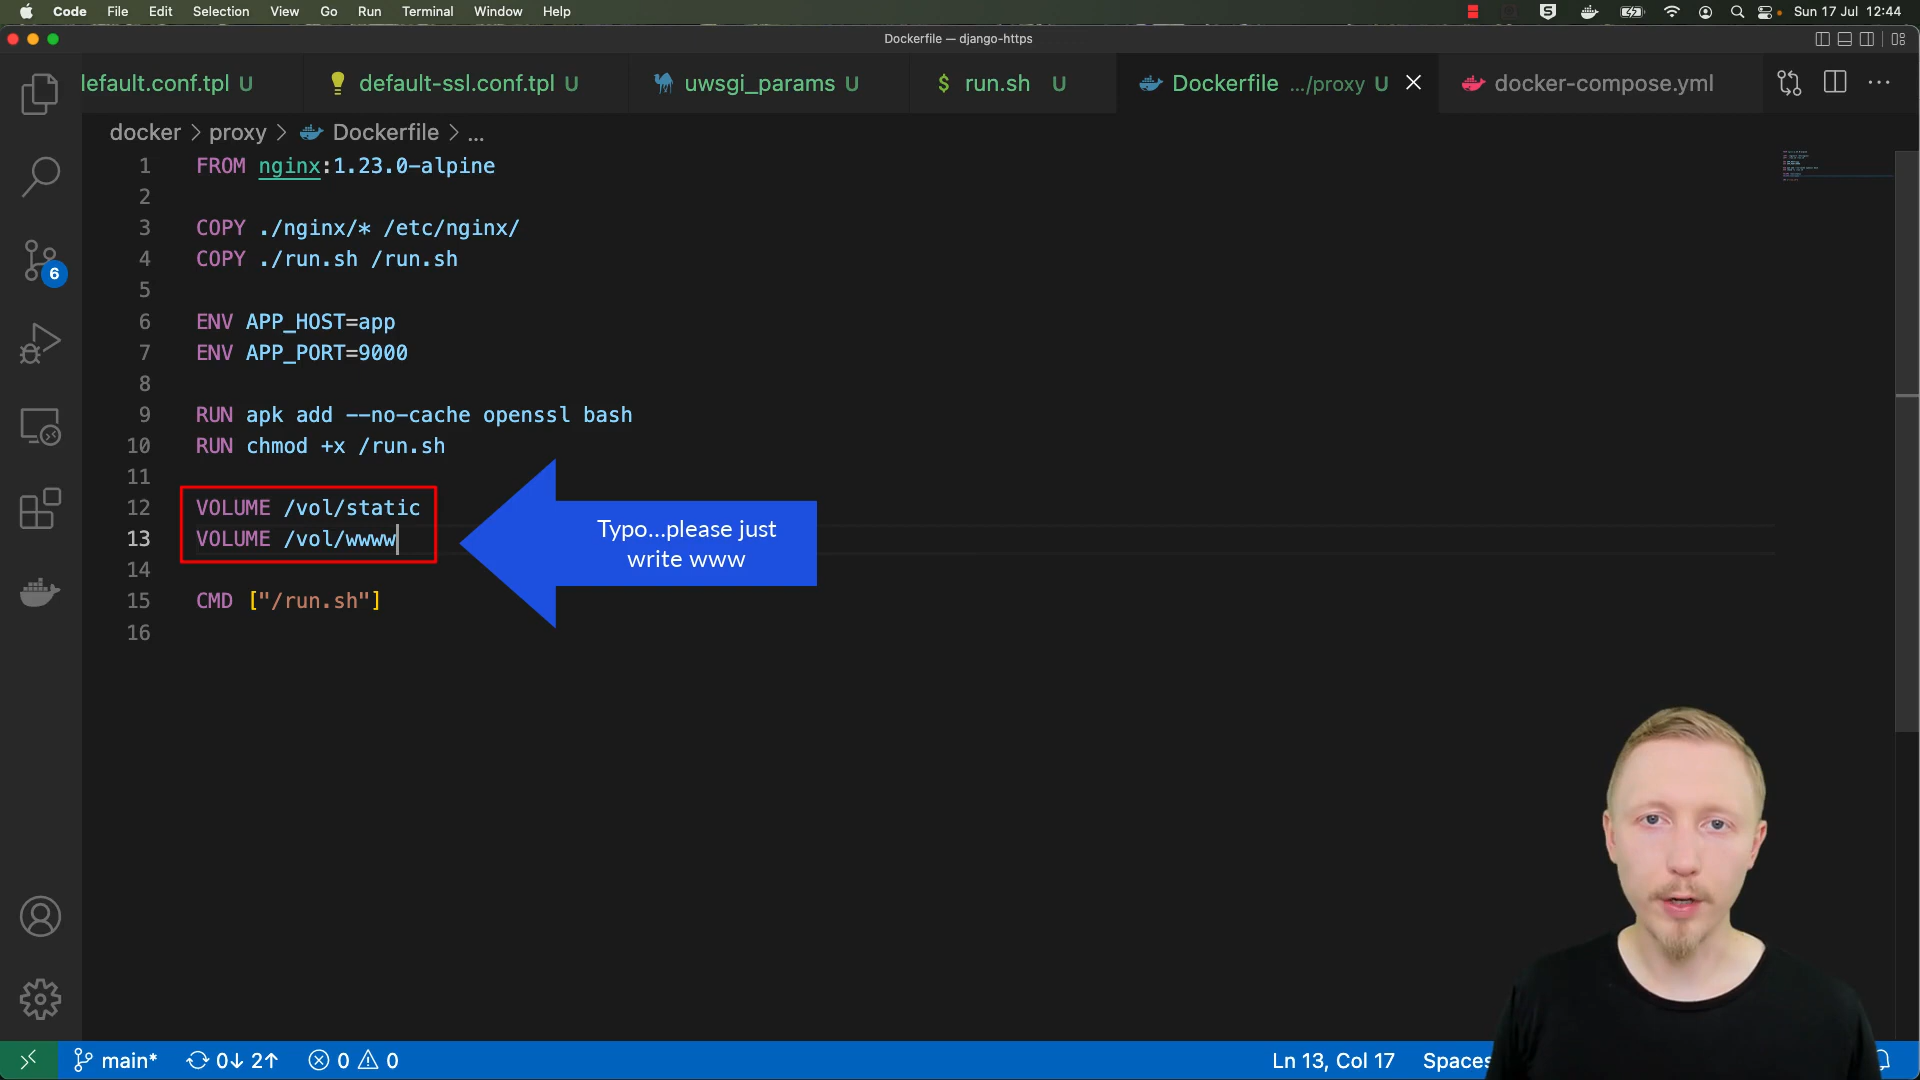 Code File Edit Selection View Go Run Terminal Window Help Sun 17 Jul 12:44
Dockerfile — django-https
default.conf.tpl U default-ssl.conf.tpl U uwsgi_params U $ run.sh U Dockerfile .../proxy U docker-compose.yml
docker > proxy > Dockerfile > ...
1 FROM nginx:1.23.0-alpine
2
3 COPY ./nginx/* /etc/nginx/
4 COPY ./run.sh /run.sh
5
6 ENV APP_HOST=app
7 ENV APP_PORT=9000
8
9 RUN apk add --no-cache openssl bash
10 RUN chmod +x /run.sh
11
12 VOLUME /vol/static
13 VOLUME /vol/wwww
14
15 CMD ["/run.sh"]
16
Typo...please just
write www
6
main* 0↓ 2↑ 0 0 Ln 13, Col 17 Spaces